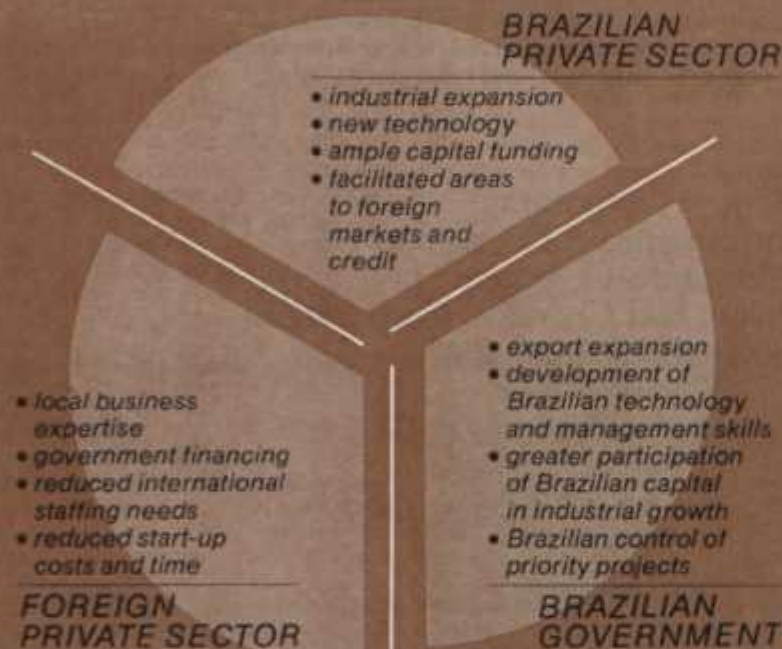 BRAZILIAN
PRIVATE SECTOR
• industrial expansion
• new technology
• ample capital funding
• facilitated areas
to foreign
markets and
credit
• local business
expertise
• government financing
• reduced international
staffing needs
• reduced start-up
costs and time
FOREIGN
PRIVATE SECTOR
• export expansion
• development of
Brazilian technology
and management skills
• greater participation
of Brazilian capital
in industrial growth
• Brazilian control of
priority projects
BRAZILIAN
GOVERNMENT